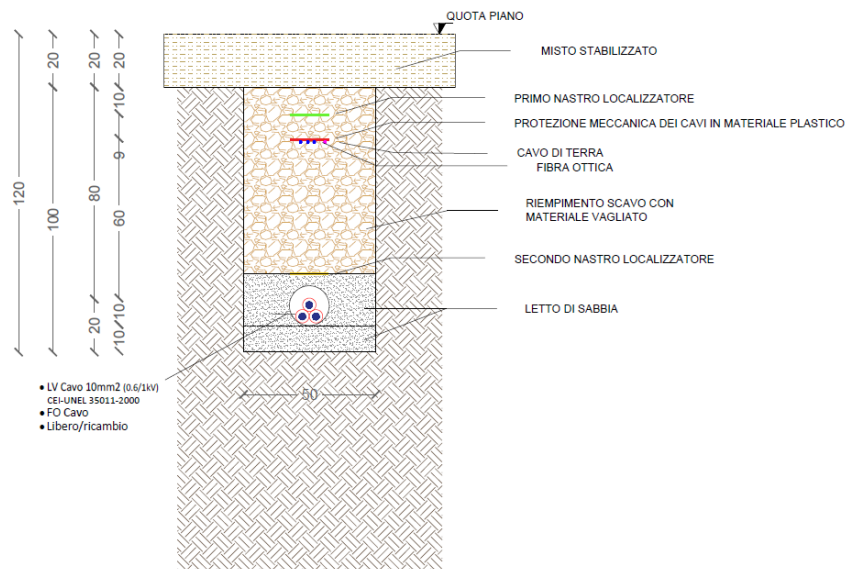 QUOTA PIANO
MISTO STABILIZZATO
PRIMO NASTRO LOCALIZZATORE
PROTEZIONE MECCANICA DEI CAVI IN MATERIALE PLASTICO
CAVO DI TERRA
FIBRA OTTICA
RIEMPIMENTO SCAVO CON
MATERIALE VAGLIATO
SECONDO NASTRO LOCALIZZATORE
LETTO DI SABBIA
120
20
100
20
80
20
20
10
9
60
10
10
50
• LV Cavo 10mm2 (0.6/1kV)
CEI-UNEL 35011-2000
• FO Cavo
• Libero/ricambio